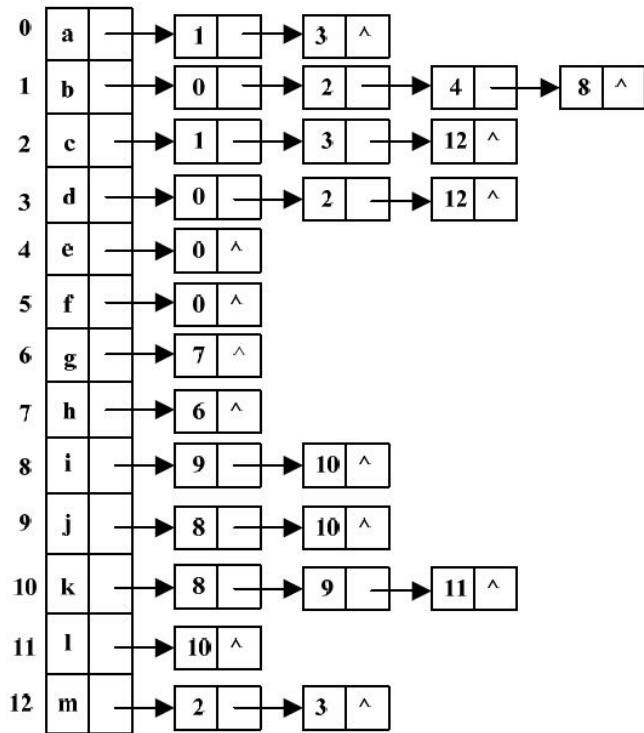 0 a 1 3 ^
1 b 0 2 4 8 ^
2 c 1 3 12 ^
3 d 0 2 12 ^
4 e 0 ^
5 f 0 ^
6 g 7 ^
7 h 6 ^
8 i 9 10 ^
9 j 8 10 ^
10 k 8 9 11 ^
11 l 10 ^
12 m 2 3 ^